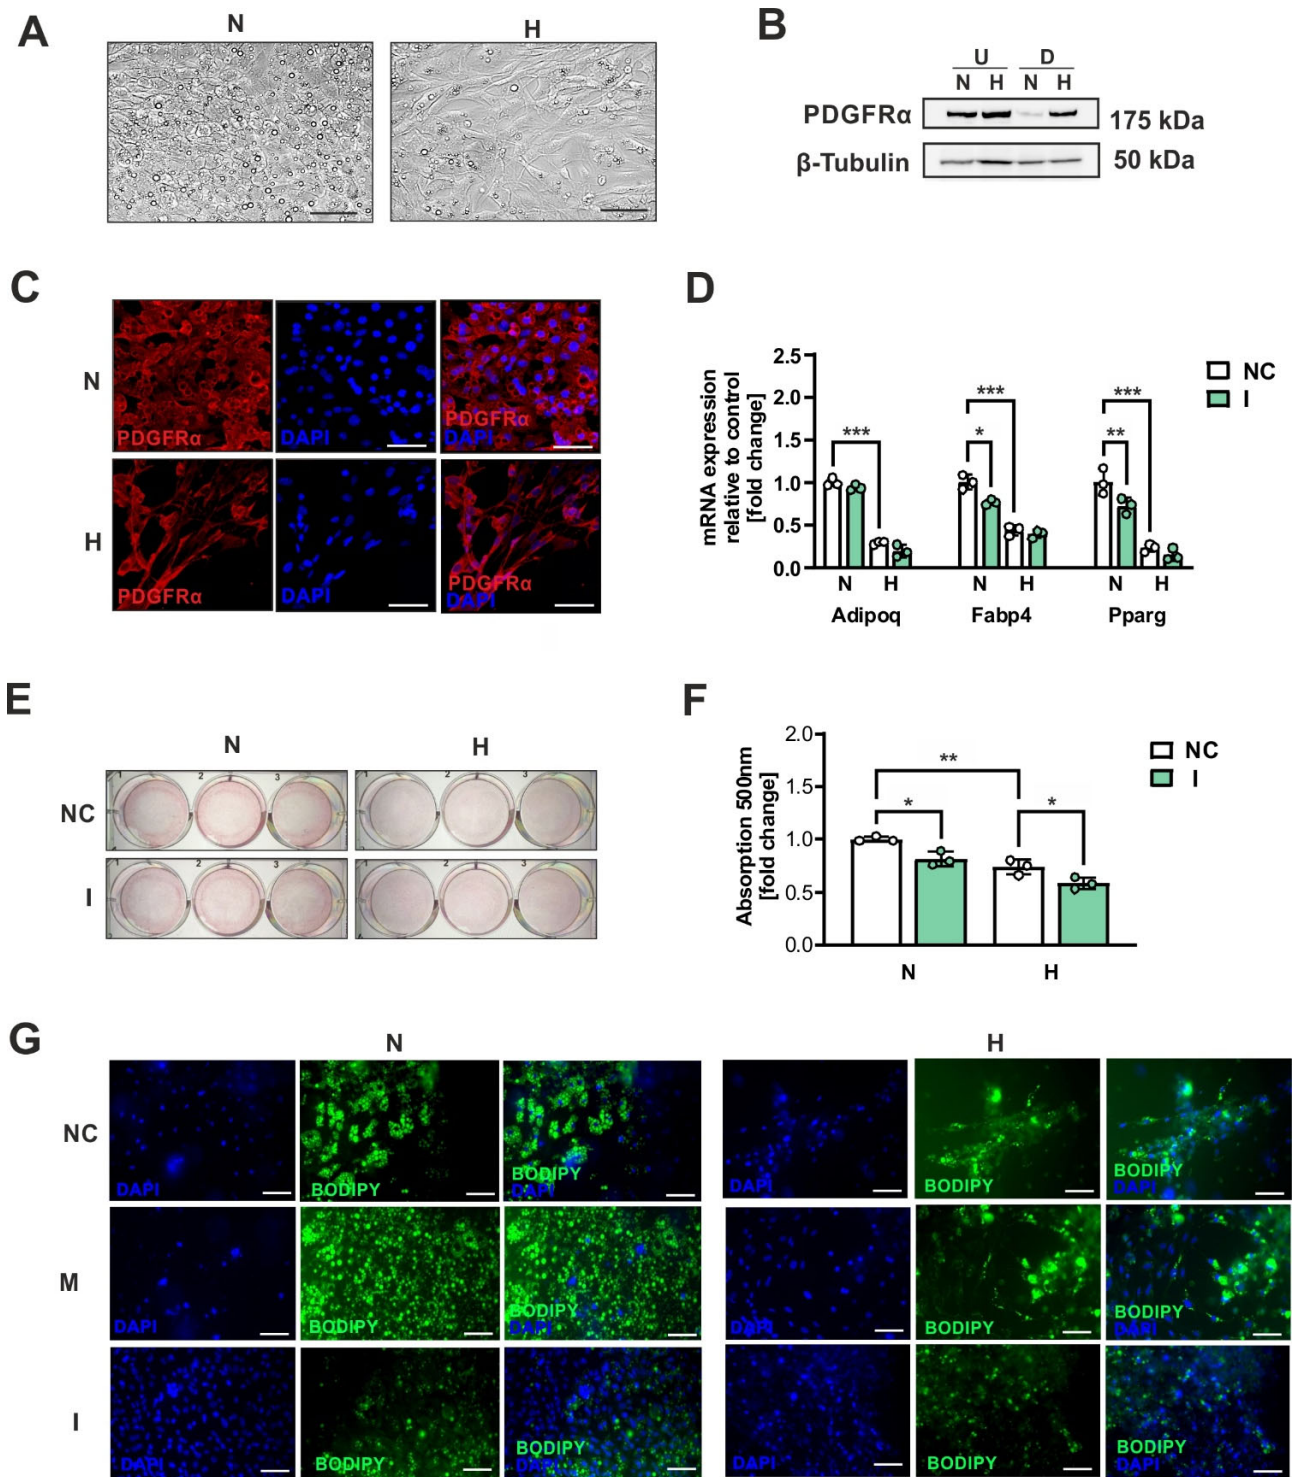 A
N H
B
U D
N H N H
PDGFRα 175 kDa
β-Tubulin 50 kDa
C
N
PDGFRα DAPI PDGFRα
DAPI
H
PDGFRα DAPI PDGFRα
DAPI
D
mRNA expression
relative to control
[fold change]
2.5
2.0
1.5
1.0
0.5
0.0
*** *** ***
* **
NC
I
N H N H N H
Adipoq Fabp4 Pparg
E
N H
NC
1 2 3 1 2 3
I
1 2 3 1 2 3
F
Absorption 500nm
[fold change]
2.0
1.5
1.0
0.5
0.0
**
* *
NC
I
N H
G
N H
NC
DAPI BODIPY BODIPY
DAPI
DAPI BODIPY BODIPY
DAPI
M
DAPI BODIPY BODIPY
DAPI
DAPI BODIPY BODIPY
DAPI
I
DAPI BODIPY BODIPY
DAPI
DAPI BODIPY BODIPY
DAPI